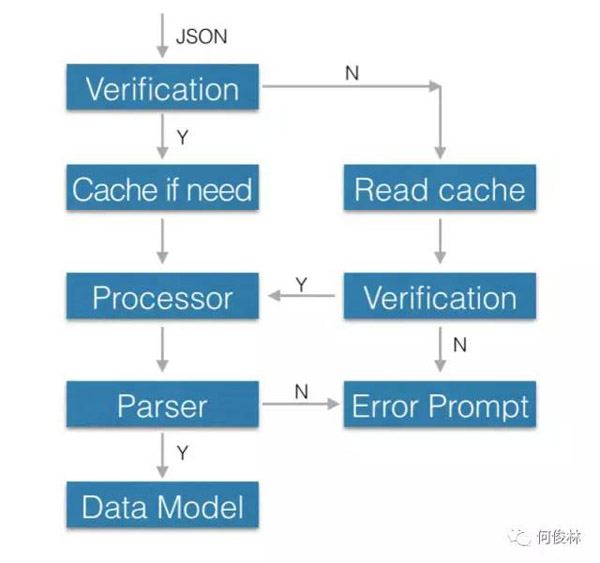 JSON
Verification
N
Y
Cache if need
Read cache
Processor
Y
Verification
N
Parser
N
Error Prompt
Y
Data Model
何俊林